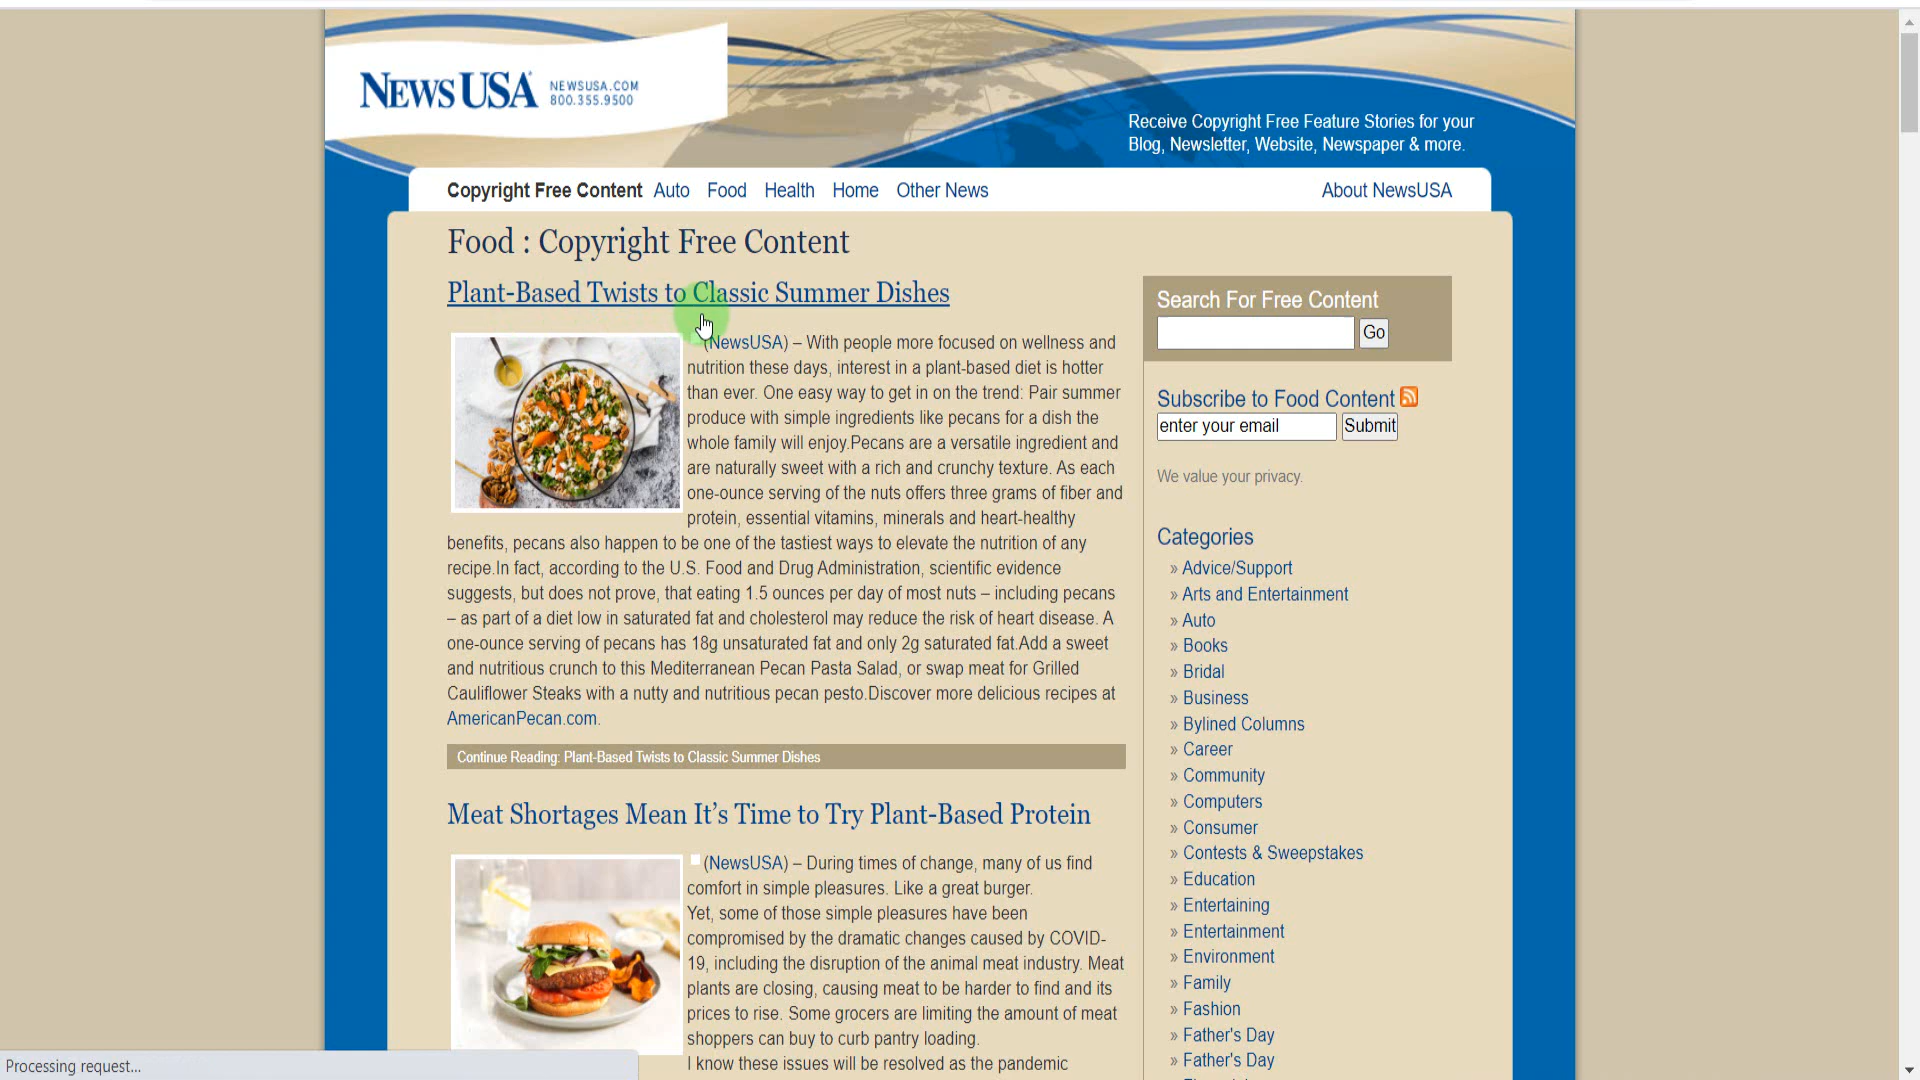 NEWS USA NEWSUSA.COM
800.355.9500
Receive Copyright Free Feature Stories for your
Blog, Newsletter, Website, Newspaper & more.
Copyright Free Content Auto Food Health Home Other News About NewsUSA
Food : Copyright Free Content
Plant-Based Twists to Classic Summer Dishes
(NewsUSA) – With people more focused on wellness and
nutrition these days, interest in a plant-based diet is hotter
than ever. One easy way to get in on the trend: Pair summer
produce with simple ingredients like pecans for a dish the
whole family will enjoy.Pecans are a versatile ingredient and
are naturally sweet with a rich and crunchy texture. As each
one-ounce serving of the nuts offers three grams of fiber and
protein, essential vitamins, minerals and heart-healthy
benefits, pecans also happen to be one of the tastiest ways to elevate the nutrition of any
recipe.In fact, according to the U.S. Food and Drug Administration, scientific evidence
suggests, but does not prove, that eating 1.5 ounces per day of most nuts – including pecans
– as part of a diet low in saturated fat and cholesterol may reduce the risk of heart disease. A
one-ounce serving of pecans has 18g unsaturated fat and only 2g saturated fat.Add a sweet
and nutritious crunch to this Mediterranean Pecan Pasta Salad, or swap meat for Grilled
Cauliflower Steaks with a nutty and nutritious pecan pesto.Discover more delicious recipes at
AmericanPecan.com.
Continue Reading: Plant-Based Twists to Classic Summer Dishes
Meat Shortages Mean It's Time to Try Plant-Based Protein
(NewsUSA) – During times of change, many of us find
comfort in simple pleasures. Like a great burger.
Yet, some of those simple pleasures have been
compromised by the dramatic changes caused by COVID-
19, including the disruption of the animal meat industry. Meat
plants are closing, causing meat to be harder to find and its
prices to rise. Some grocers are limiting the amount of meat
shoppers can buy to curb pantry loading.
I know these issues will be resolved as the pandemic
Search For Free Content
Go
Subscribe to Food Content
enter your email Submit
We value your privacy.
Categories
» Advice/Support
» Arts and Entertainment
» Auto
» Books
» Bridal
» Business
» Bylined Columns
» Career
» Community
» Computers
» Consumer
» Contests & Sweepstakes
» Education
» Entertaining
» Entertainment
» Environment
» Family
» Fashion
» Father's Day
» Father's Day
Processing request...